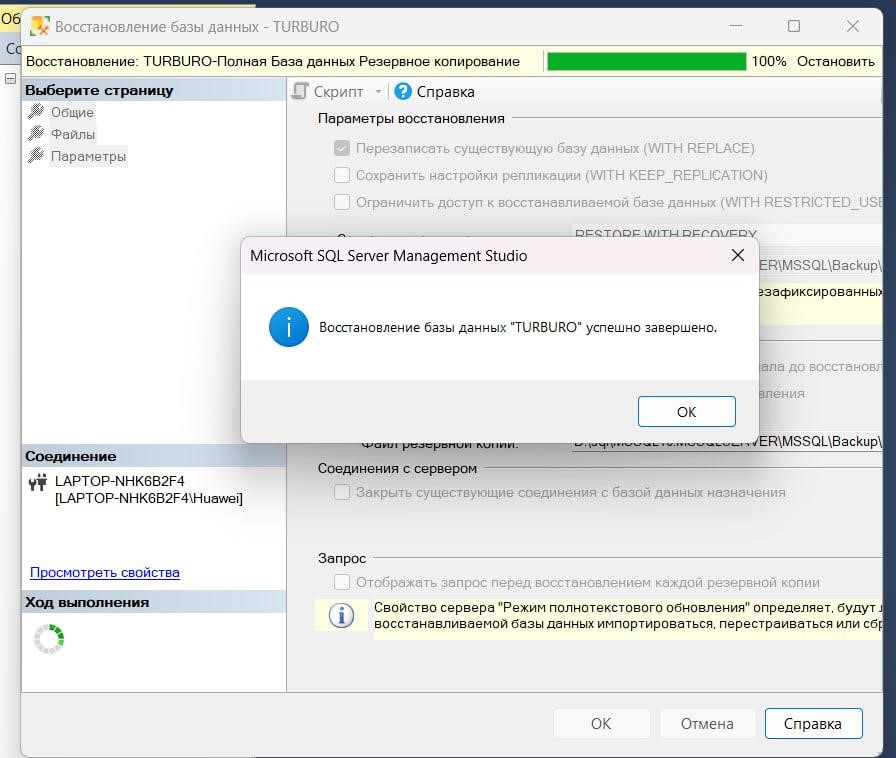 Об
Восстановление базы данных - TURBURO
Восстановление: TURBURO-Полная База данных Резервное копирование
100% Остановить
Со
Выберите страницу
Общие
Файлы
Параметры
Скрипт
Справка
Параметры восстановления
Перезаписать существующую базу данных (WITH REPLACE)
Сохранить настройки репликации (WITH KEEP_REPLICATION)
Ограничить доступ к восстанавливаемой базе данных (WITH RESTRICTED_USE
RESTORE WITH RECOVERY
ER\MSSQL\Backup\
езафиксированных
Microsoft SQL Server Management Studio
Восстановление базы данных "TURBURO" успешно завершено.
OK
ала до восстановл
вления
Файл резервной копии:
VER\MSSQL\Backup\
Соединения с сервером
Закрыть существующие соединения с базой данных назначения
Соединение
LAPTOP-NHK6B2F4
[LAPTOP-NHK6B2F4\Huawei]
Просмотреть свойства
Запрос
Отображать запрос перед восстановлением каждой резервной копии
Свойство сервера "Режим полнотекстового обновления" определяет, будут л
восстанавливаемой базы данных импортироваться, перестраиваться или сбр
Ход выполнения
OK
Отмена
Справка